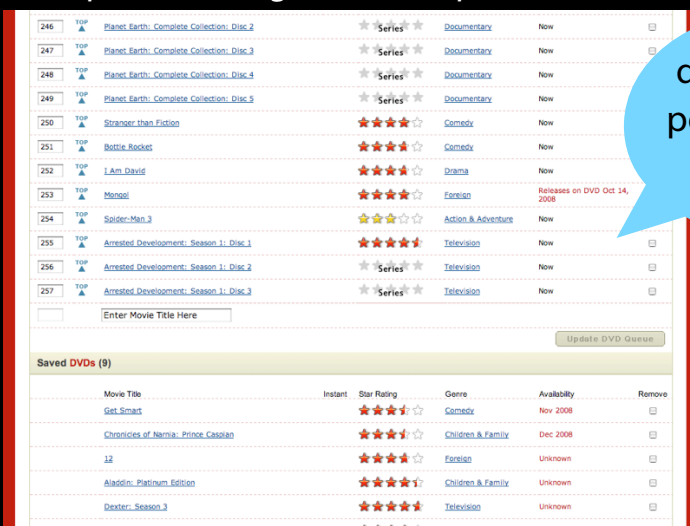 246 TOP Planet Earth: Complete Collection: Disc 2 Series Documentary Now
247 TOP Planet Earth: Complete Collection: Disc 3 Series Documentary Now
248 TOP Planet Earth: Complete Collection: Disc 4 Series Documentary Now
249 TOP Planet Earth: Complete Collection: Disc 5 Series Documentary Now
250 TOP Stranger than Fiction Comedy Now
251 TOP Bottle Rocket Comedy Now
252 TOP I Am David Drama Now
253 TOP Mongol Foreign Releases on DVD Oct 14, 2008
254 TOP Spider-Man 3 Action & Adventure Now
255 TOP Arrested Development: Season 1: Disc 1 Television Now
256 TOP Arrested Development: Season 1: Disc 2 Series Television Now
257 TOP Arrested Development: Season 1: Disc 3 Series Television Now
Enter Movie Title Here
Update DVD Queue
Saved DVDs (9)
Movie Title Instant Star Rating Genre Availability Remove
Get Smart Comedy Nov 2008
Chronicles of Narnia: Prince Caspian Children & Family Dec 2008
12 Foreign Unknown
Aladdin: Platinum Edition Children & Family Unknown
Dexter: Season 3 Television Unknown